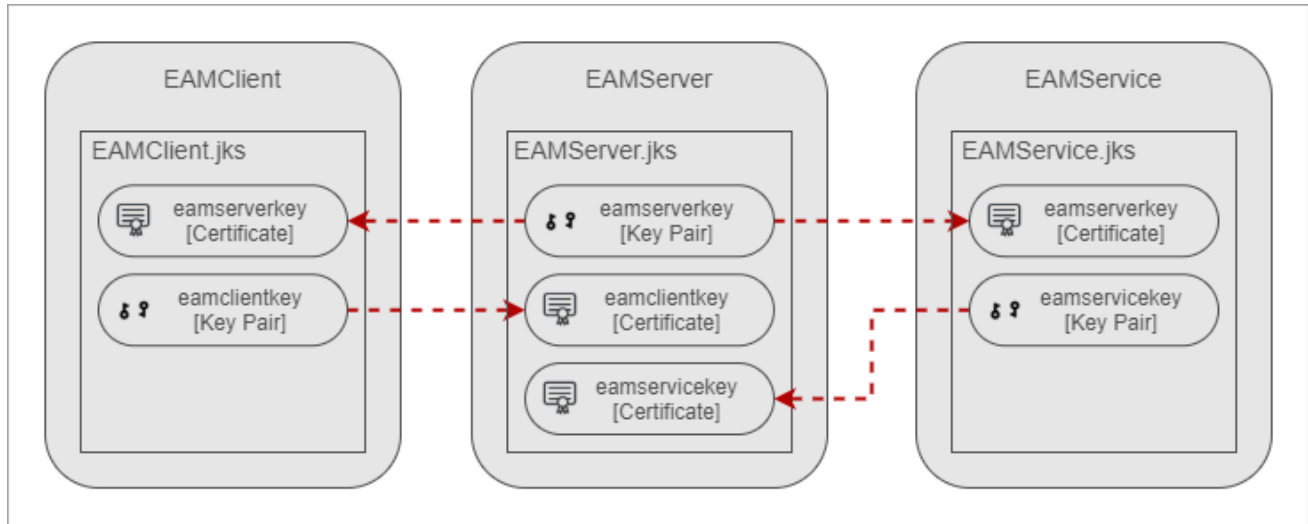 EAMClient
EAMClient.jks
eamserverkey
[Certificate]
eamclientkey
[Key Pair]
EAMServer
EAMServer.jks
eamserverkey
[Key Pair]
eamclientkey
[Certificate]
eamservicekey
[Certificate]
EAMService
EAMService.jks
eamserverkey
[Certificate]
eamservicekey
[Key Pair]